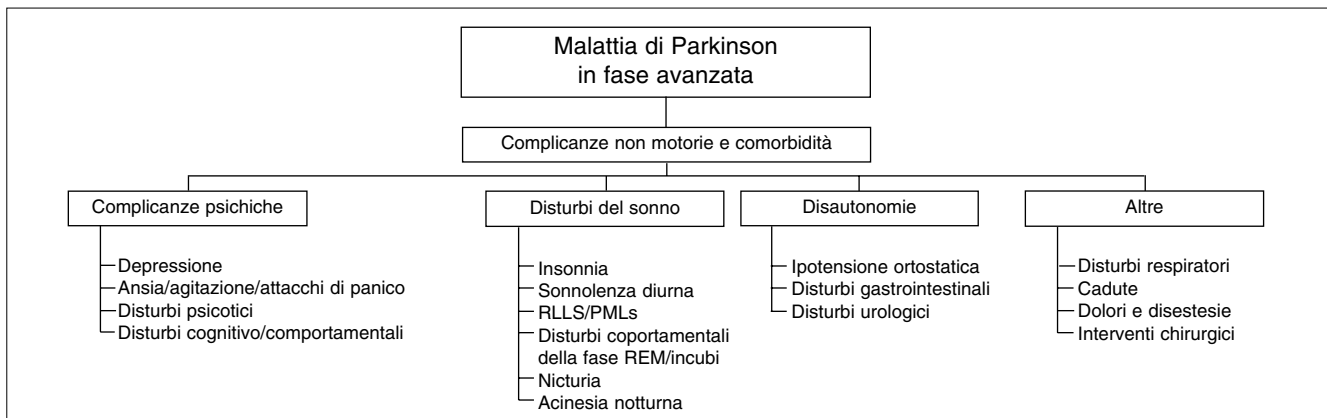 Malattia di Parkinson
in fase avanzata
Complicanze non motorie e comorbidità
Complicanze psichiche
Depressione
Ansia/agitazione/attacchi di panico
Disturbi psicotici
Disturbi cognitivo/comportamentali
Disturbi del sonno
Insonnia
Sonnolenza diurna
RLLS/PMLs
Disturbi coportamentali
della fase REM/incubi
Nicturia
Acinesia notturna
Disautonomie
Ipotensione ortostatica
Disturbi gastrointestinali
Disturbi urologici
Altre
Disturbi respiratori
Cadute
Dolori e disestesie
Interventi chirurgici